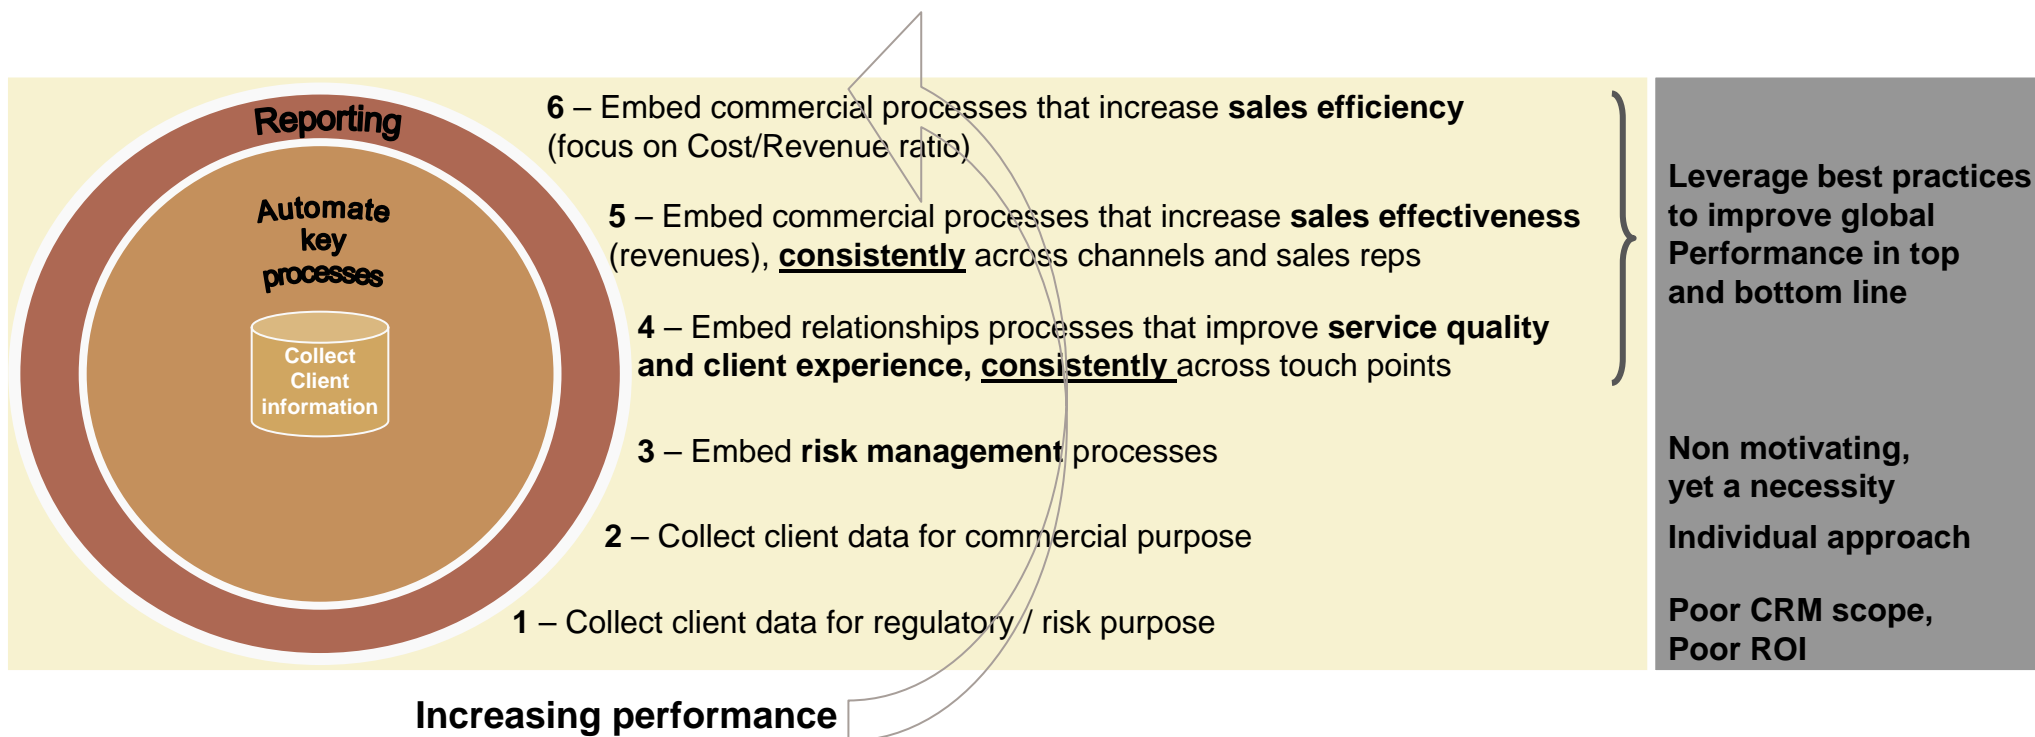 Reporting
Automate
key
processes
Collect
Client
information
6 – Embed commercial processes that increase sales efficiency
(focus on Cost/Revenue ratio)
5 – Embed commercial processes that increase sales effectiveness
(revenues), consistently across channels and sales reps
4 – Embed relationships processes that improve service quality
and client experience, consistently across touch points
3 – Embed risk management processes
2 – Collect client data for commercial purpose
1 – Collect client data for regulatory / risk purpose
Leverage best practices
to improve global
Performance in top
and bottom line
Non motivating,
yet a necessity
Individual approach
Poor CRM scope,
Poor ROI
Increasing performance